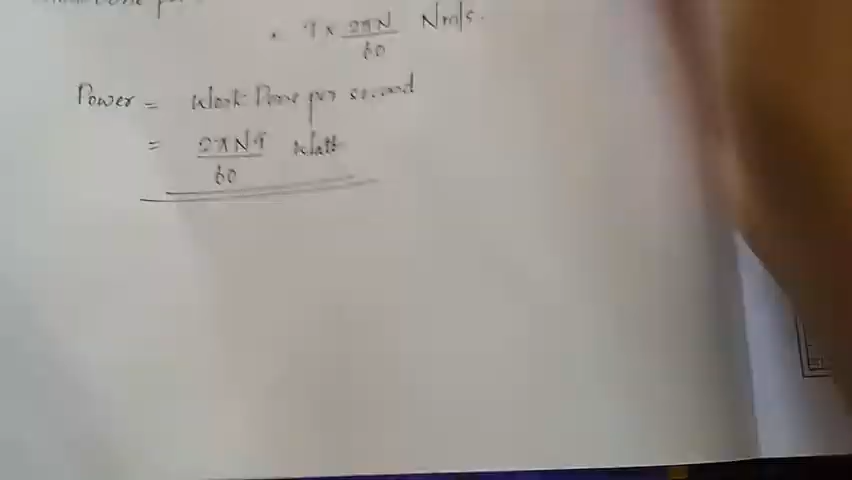 = T × 2πN/60 Nm/s.
Power = Work Done per second
= 2πNT/60 Watt